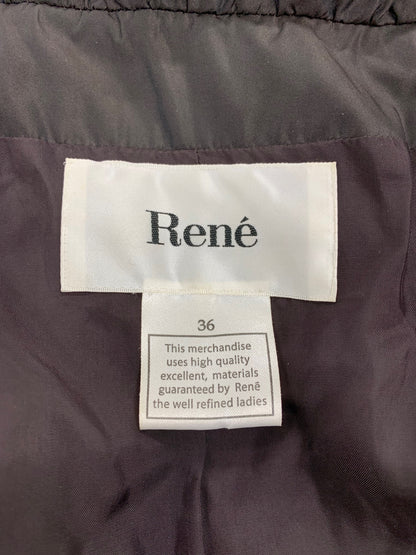 René
36
This merchandise
uses high quality
excellent, materials
guaranteed by René
the well refined ladies